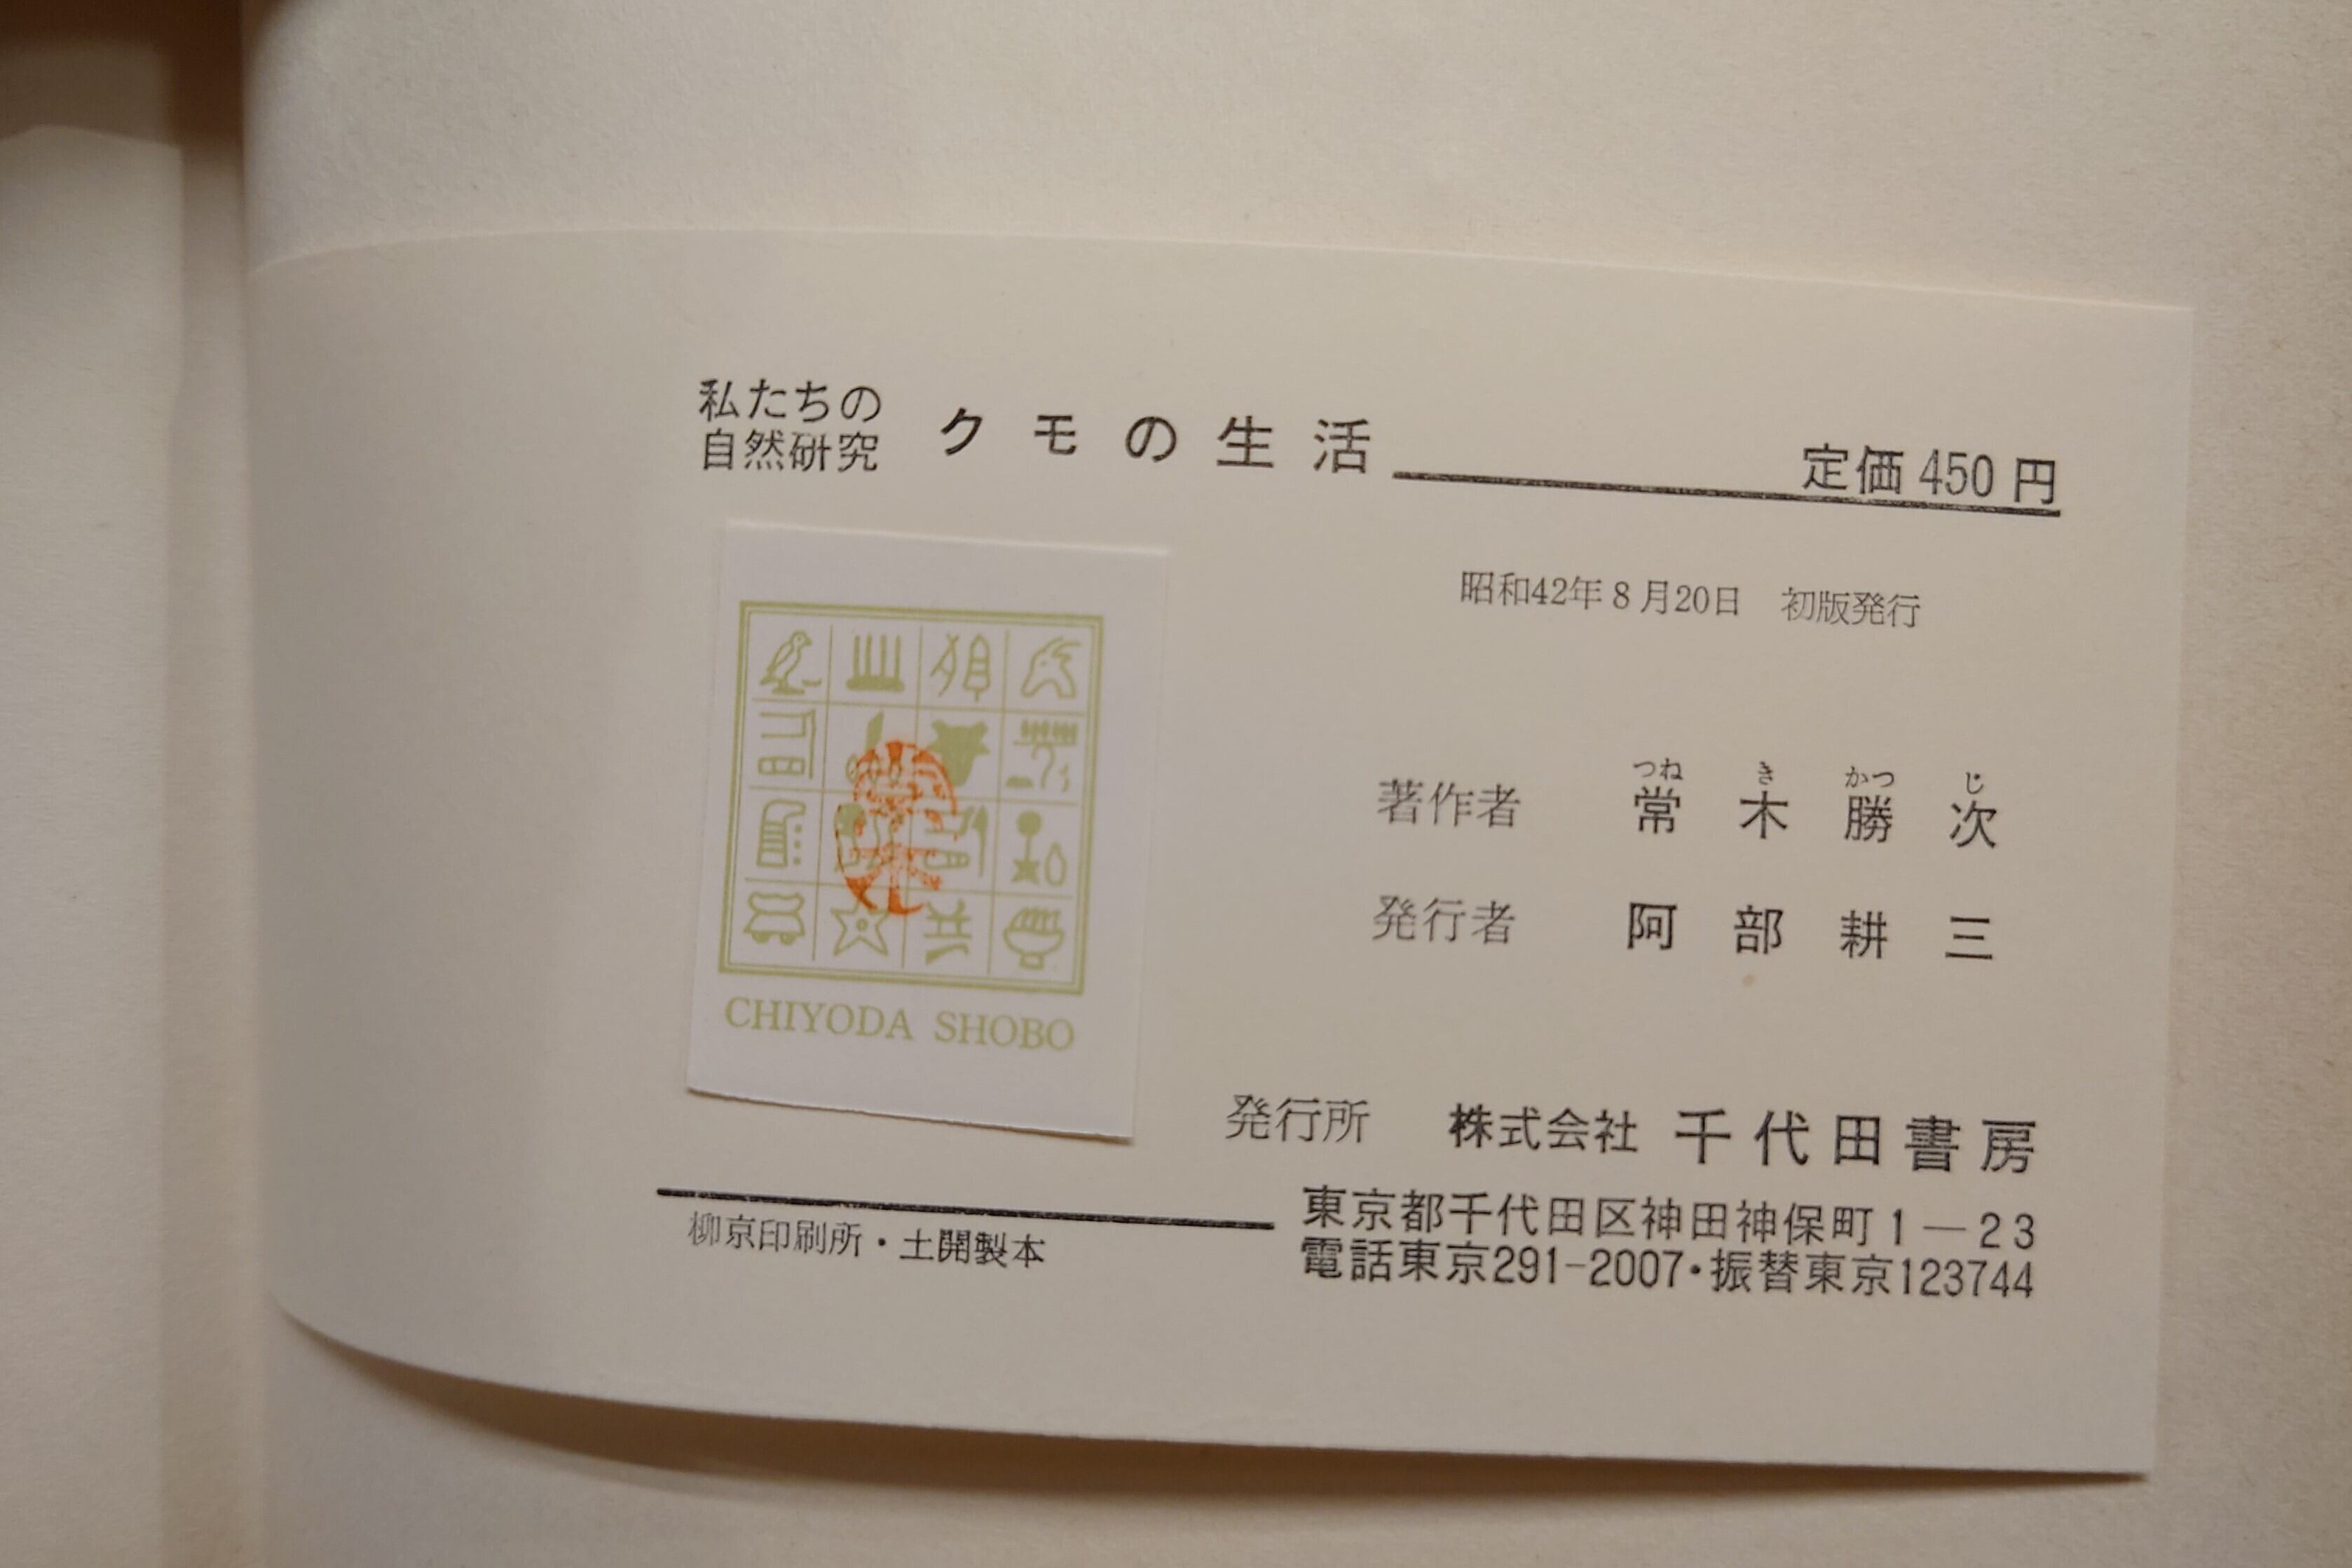 私たちの
自然研究
クモの生活
定価450円
昭和42年8月20日 初版発行
つね き かつ じ
著作者 常木勝次
発行者 阿部耕三
CHIYODA SHOBO
発行所 株式会社 千代田書房
東京都千代田区神田神保町1—23
電話東京291-2007・振替東京123744
柳京印刷所・土開製本